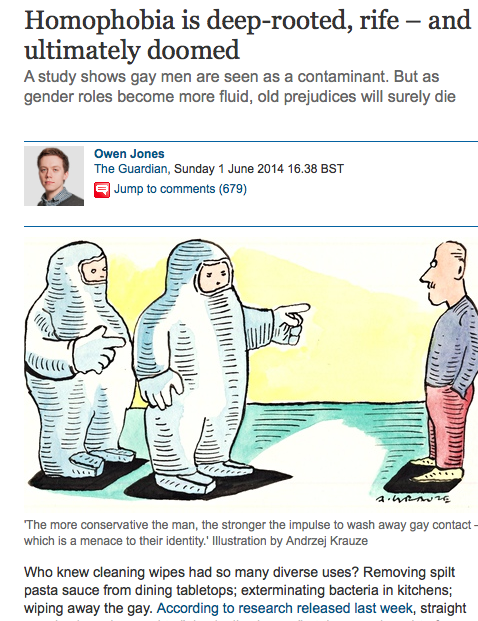 Homophobia is deep-rooted, rife – and
ultimately doomed
A study shows gay men are seen as a contaminant. But as
gender roles become more fluid, old prejudices will surely die
Owen Jones
The Guardian, Sunday 1 June 2014 16.38 BST
Jump to comments (679)
A. KRAUZE
'The more conservative the man, the stronger the impulse to wash away gay contact –
which is a menace to their identity.' Illustration by Andrzej Krauze
Who knew cleaning wipes had so many diverse uses? Removing spilt
pasta sauce from dining tabletops; exterminating bacteria in kitchens;
wiping away the gay. According to research released last week, straight